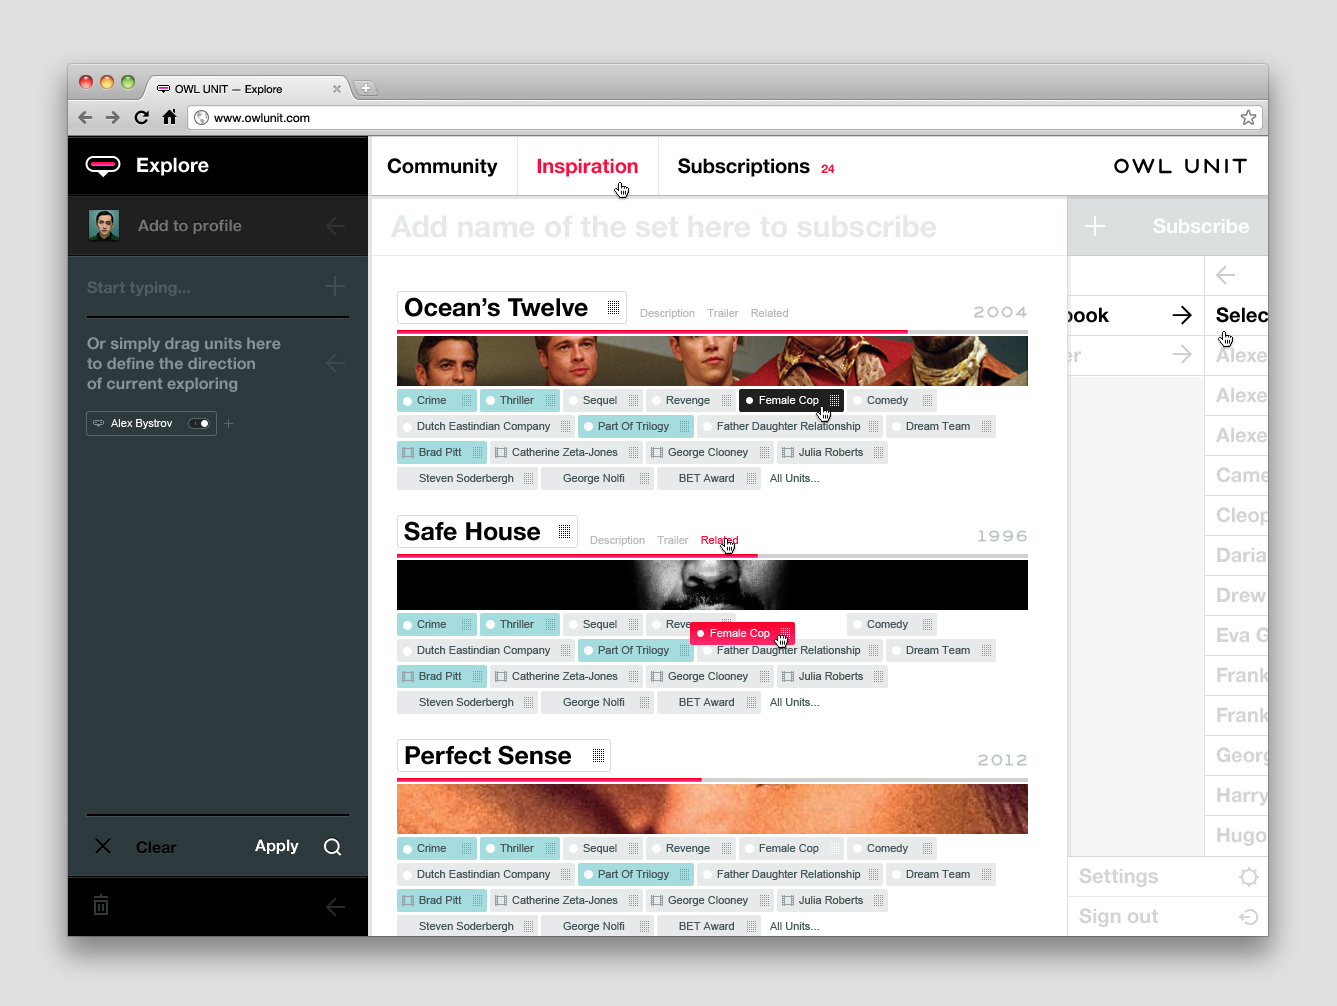 OWL UNIT — Explore
www.owlunit.com
Explore
Community
Inspiration
Subscriptions 24
OWL UNIT
Add to profile
Add name of the set here to subscribe
Subscribe
Start typing...
Or simply drag units here
to define the direction
of current exploring
Alex Bystrov
Clear
Apply
Ocean’s Twelve
Description Trailer Related
2004
Crime Thriller Sequel Revenge Female Cop Comedy
Dutch Eastindian Company Part Of Trilogy Father Daughter Relationship Dream Team
Brad Pitt Catherine Zeta-Jones George Clooney Julia Roberts
Steven Soderbergh George Nolfi BET Award All Units...
Safe House
Description Trailer Related
1996
Crime Thriller Sequel Reve Female Cop Comedy
Dutch Eastindian Company Part Of Trilogy Father Daughter Relationship Dream Team
Brad Pitt Catherine Zeta-Jones George Clooney Julia Roberts
Steven Soderbergh George Nolfi BET Award All Units...
Perfect Sense
2012
Crime Thriller Sequel Revenge Female Cop Comedy
Dutch Eastindian Company Part Of Trilogy Father Daughter Relationship Dream Team
Brad Pitt Catherine Zeta-Jones George Clooney Julia Roberts
Steven Soderbergh George Nolfi BET Award All Units...
book
er
Selec
Alexe
Alexe
Alexe
Came
Cleop
Daria
Drew
Eva G
Frank
Frank
Georg
Harry
Hugo
Settings
Sign out